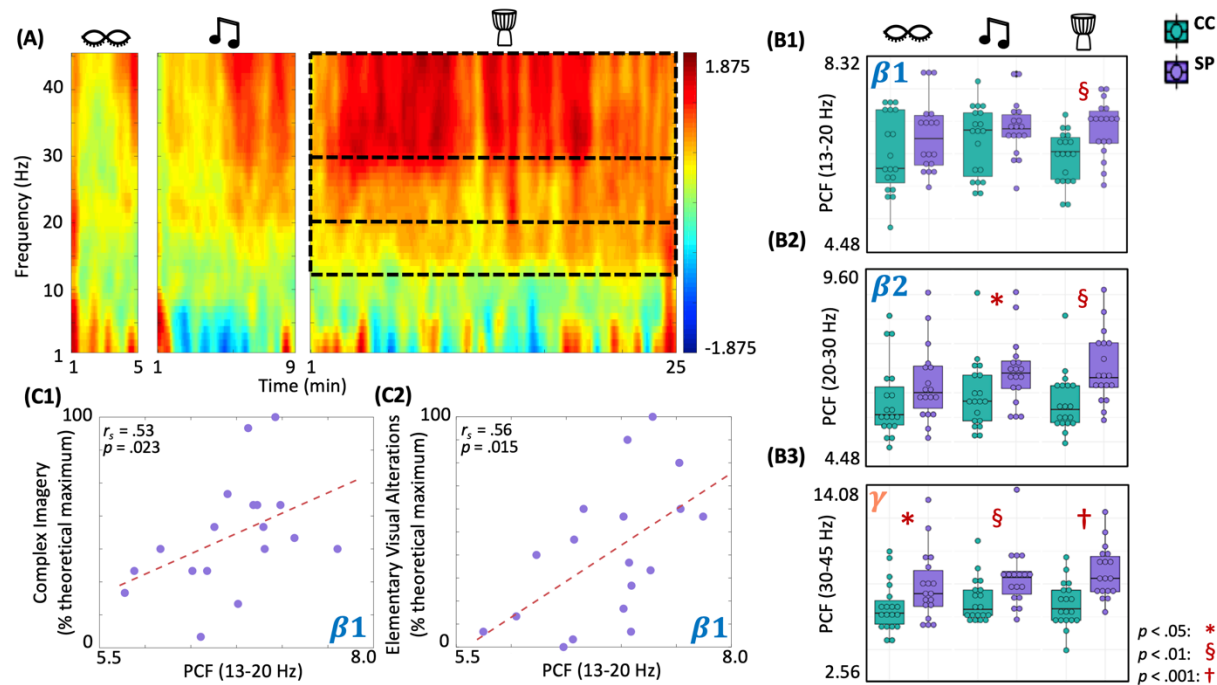 (A)
40
30
20
10
1
Frequency (Hz)
1
5
1
9
1
25
Time (min)
1.875
-1.875
(B1)
CC
SP
8.32
β1
§
PCF (13-20 Hz)
4.48
(B2)
9.60
β2
*
§
PCF (20-30 Hz)
4.48
(B3)
14.08
γ
*
§
†
PCF (30-45 Hz)
2.56
p < .05: *
p < .01: §
p < .001: †
(C1)
100
rs = .53
p = .023
Complex Imagery
(% theoretical maximum)
0
β1
5.5
8.0
PCF (13-20 Hz)
(C2)
100
rs = .56
p = .015
Elementary Visual Alterations
(% theoretical maximum)
0
β1
5.5
8.0
PCF (13-20 Hz)